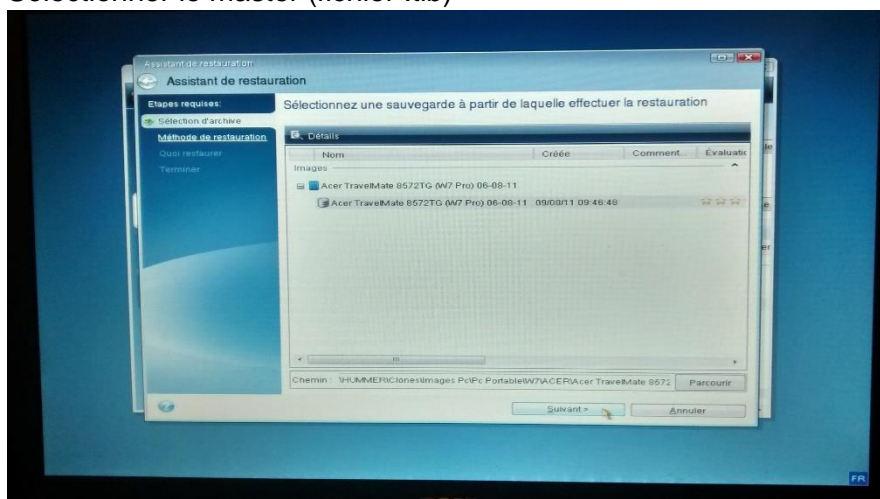 Sélectionner le master (fichier .tib)
Assistant de restauration
Assistant de restauration
Etapes requises:
Sélection d'archive
Méthode de restauration
Quoi restaurer
Terminer
Sélectionnez une sauvegarde à partir de laquelle effectuer la restauration
Détails
Nom Créée Comment... Évaluatic
Images
Acer TravelMate 8572TG (W7 Pro) 06-08-11
Acer TravelMate 8572TG (W7 Pro) 06-08-11 09/08/11 09:46:48
Chemin : \HUMMER\Clones\Images Pc\Pc Portable\W7\ACER\Acer TravelMate 8572
Parcourir
Suivant >
Annuler
FR